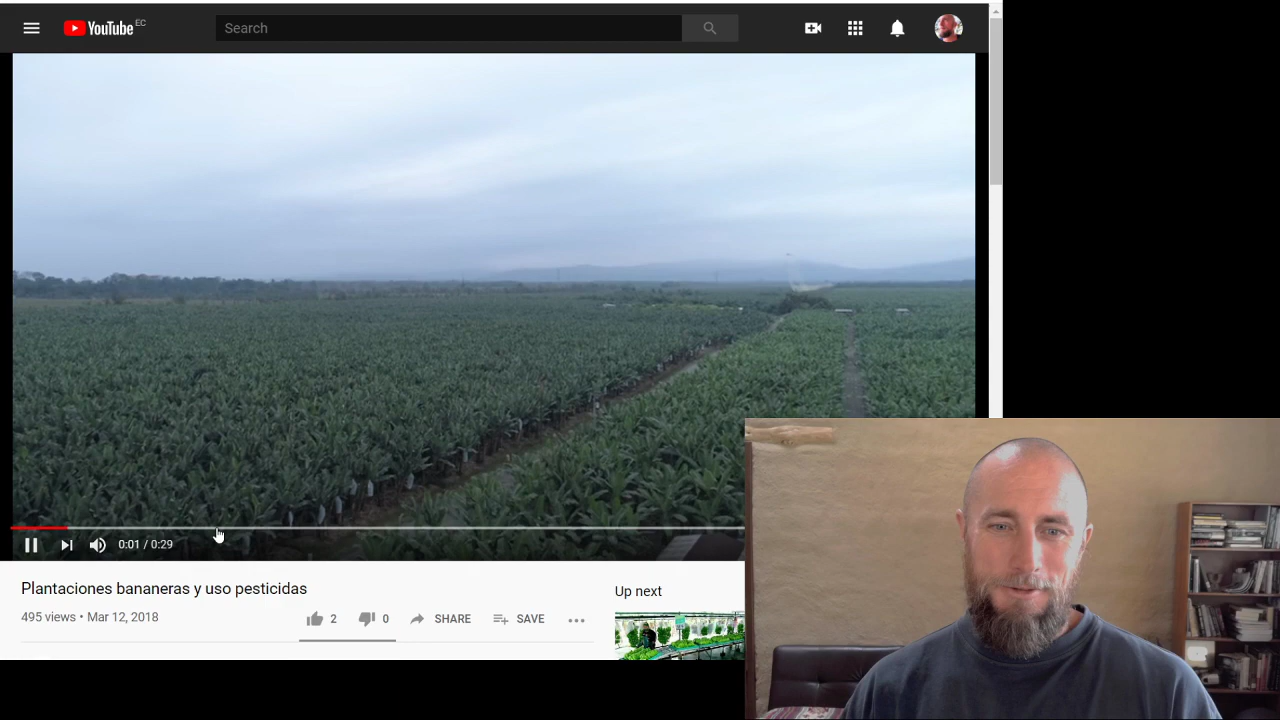 YouTube EC
Search
0:01 / 0:29
Plantaciones bananeras y uso pesticidas
495 views • Mar 12, 2018
2
0
SHARE
SAVE
Up next